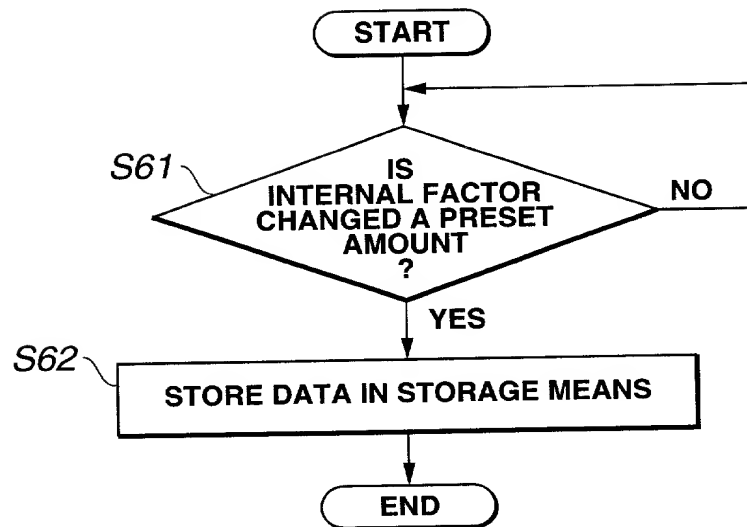 START
S61
IS
INTERNAL FACTOR
CHANGED A PRESET
AMOUNT
?
NO
YES
S62
STORE DATA IN STORAGE MEANS
END